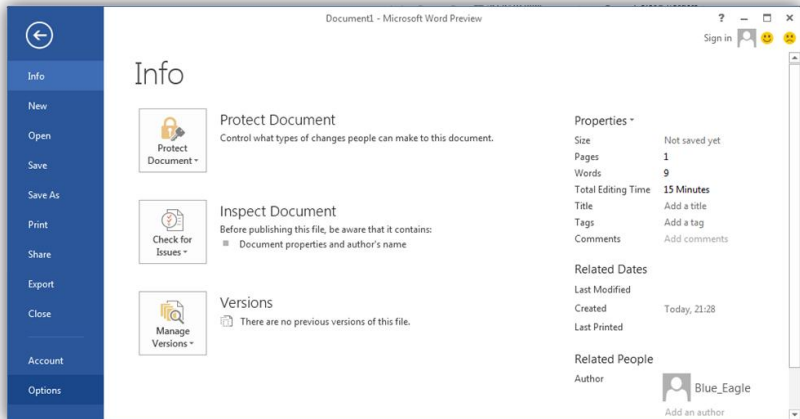 Document1 - Microsoft Word Preview
?
Sign in
Info
New
Open
Save
Save As
Print
Share
Export
Close
Account
Options
Info
Protect
Document
Protect Document
Control what types of changes people can make to this document.
Check for
Issues
Inspect Document
Before publishing this file, be aware that it contains:
Document properties and author's name
Manage
Versions
Versions
There are no previous versions of this file.
Properties
Size Not saved yet
Pages 1
Words 9
Total Editing Time 15 Minutes
Title Add a title
Tags Add a tag
Comments Add comments
Related Dates
Last Modified
Created Today, 21:28
Last Printed
Related People
Author Blue_Eagle
Add an author